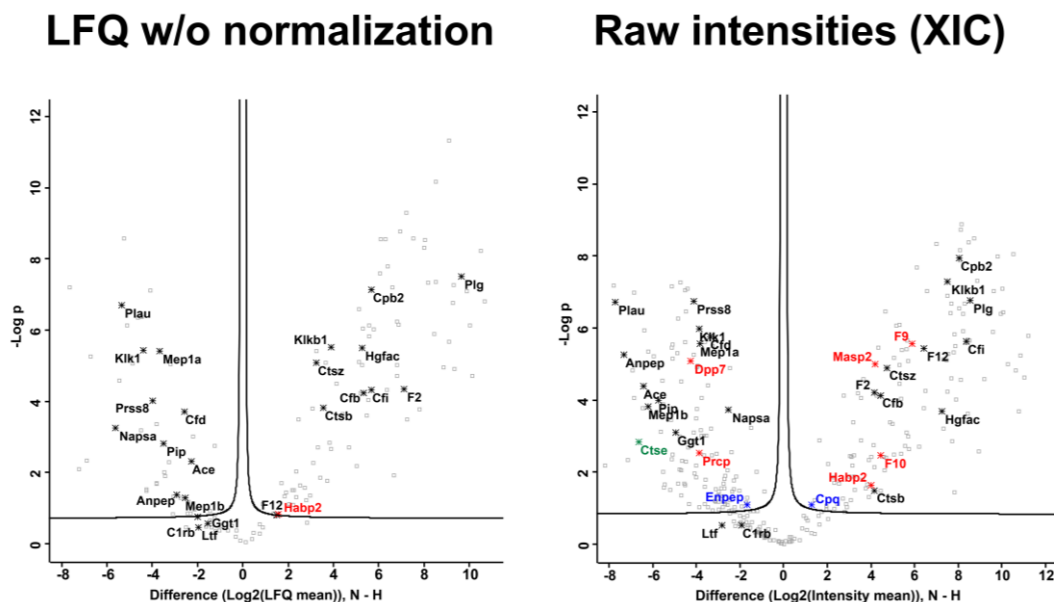 LFQ w/o normalization
12
10
8
6
4
2
0
-Log p
Plg
Cpb2
Plau
Klkb1
Hgfac
Klk1
Mep1a
Ctsz
F2
Cfb
Cfi
Prss8
Cfd
Ctsb
Napsa
Pip
Ace
Anpep
Mep1b
F12
Habp2
Ggt1
C1rb
Ltf
-8
-6
-4
-2
0
2
4
6
8
10
Difference (Log2(LFQ mean)), N - H
Raw intensities (XIC)
12
10
8
6
4
2
0
-Log p
Cpb2
Klkb1
Plau
Prss8
Plg
Klk1
Cfd
F9
Mep1a
F12
Cfi
Anpep
Dpp7
Masp2
Ctsz
Ace
F2
Pip
Cfb
Mep1b
Napsa
Hgfac
Ggt1
Ctse
Prcp
F10
Habp2
Ctsb
Enpep
Cpq
Ltf
C1rb
-8
-6
-4
-2
0
2
4
6
8
10
12
Difference (Log2(Intensity mean)), N - H